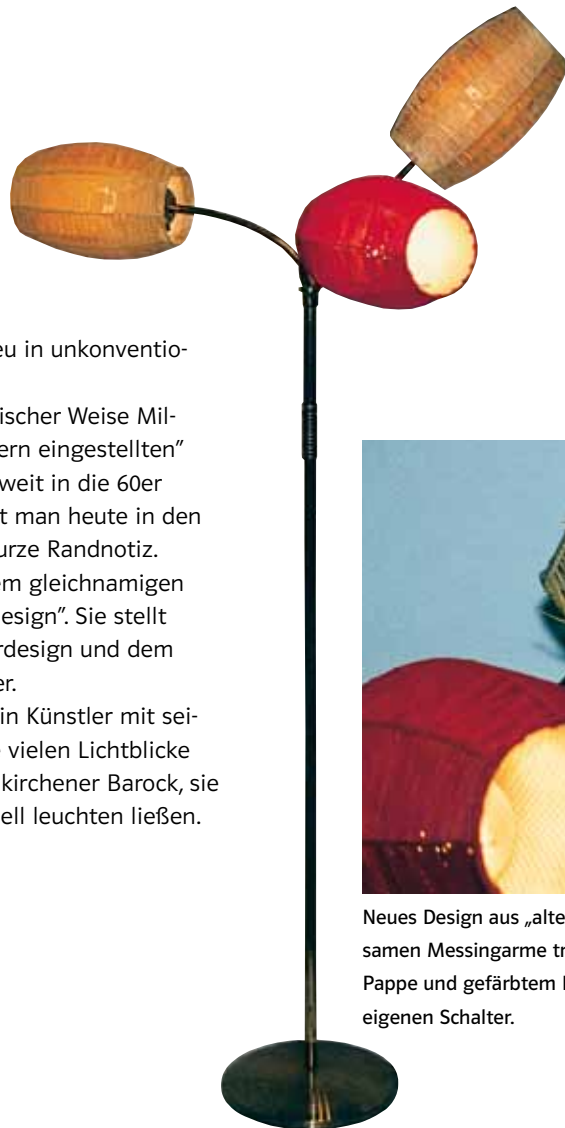 eu in unkonventio-
ischer Weise Mil-
ern eingestellten”
weit in die 60er
t man heute in den
urze Randnotiz.
em gleichnamigen
esign”. Sie stellt
rdesign und dem
er.
in Künstler mit sei-
e vielen Lichtblicke
kirchener Barock, sie
ell leuchten ließen.
Neues Design aus „alte
samen Messingarme tr
Pappe und gefärbtem
eigenen Schalter.